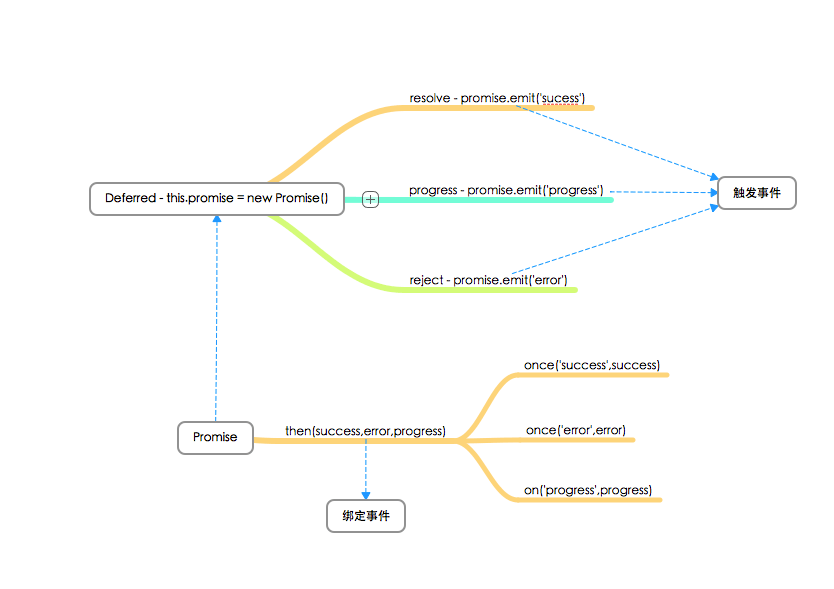 resolve - promise.emit('sucess')
Deferred - this.promise = new Promise()
progress - promise.emit('progress')
触发事件
reject - promise.emit('error')
once('success',success)
Promise
then(success,error,progress)
once('error',error)
on('progress',progress)
绑定事件